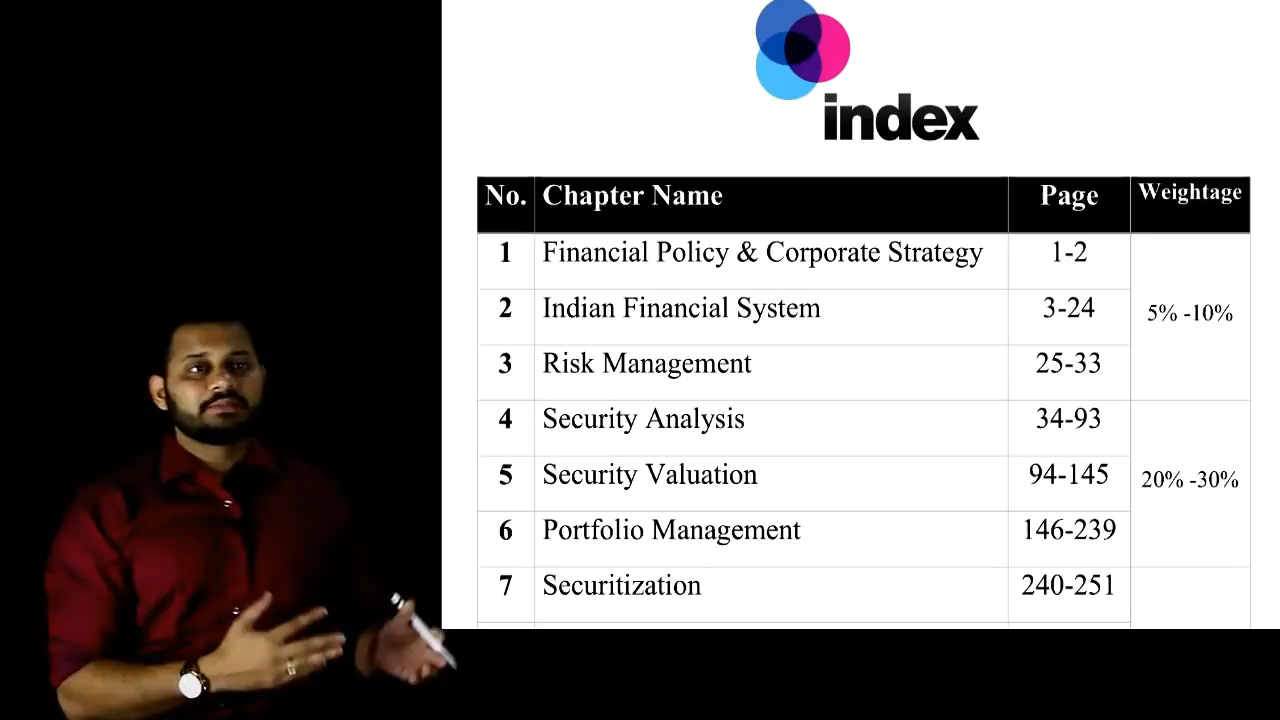 index
No. Chapter Name Page Weightage
1 Financial Policy & Corporate Strategy 1-2
2 Indian Financial System 3-24 5% -10%
3 Risk Management 25-33
4 Security Analysis 34-93
5 Security Valuation 94-145 20% -30%
6 Portfolio Management 146-239
7 Securitization 240-251